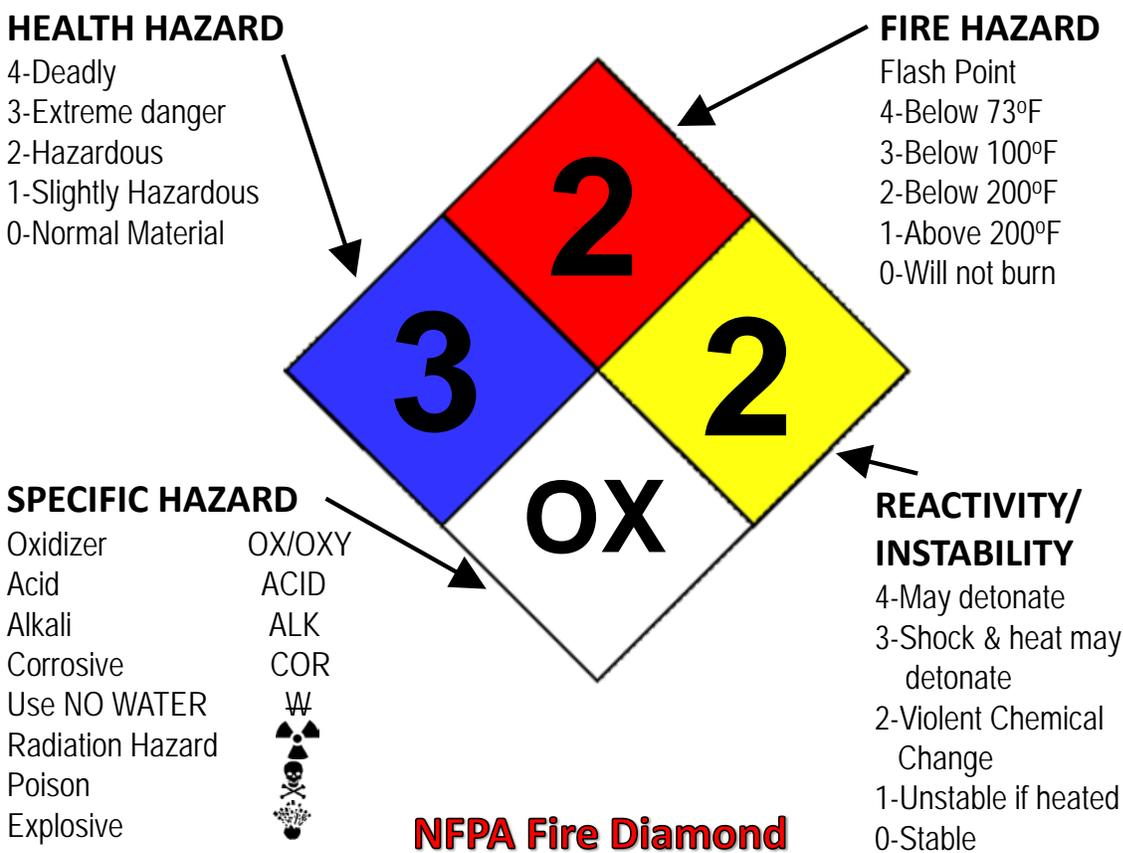 HEALTH HAZARD
4-Deadly
3-Extreme danger
2-Hazardous
1-Slightly Hazardous
0-Normal Material
FIRE HAZARD
Flash Point
4-Below 73ºF
3-Below 100ºF
2-Below 200ºF
1-Above 200ºF
0-Will not burn
2
3
2
OX
SPECIFIC HAZARD
Oxidizer OX/OXY
Acid ACID
Alkali ALK
Corrosive COR
Use NO WATER W
Radiation Hazard
Poison
Explosive
REACTIVITY/
INSTABILITY
4-May detonate
3-Shock & heat may
detonate
2-Violent Chemical
Change
1-Unstable if heated
0-Stable
NFPA Fire Diamond